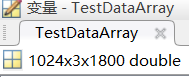 变量 - TestDataArray
TestDataArray
1024x3x1800 double